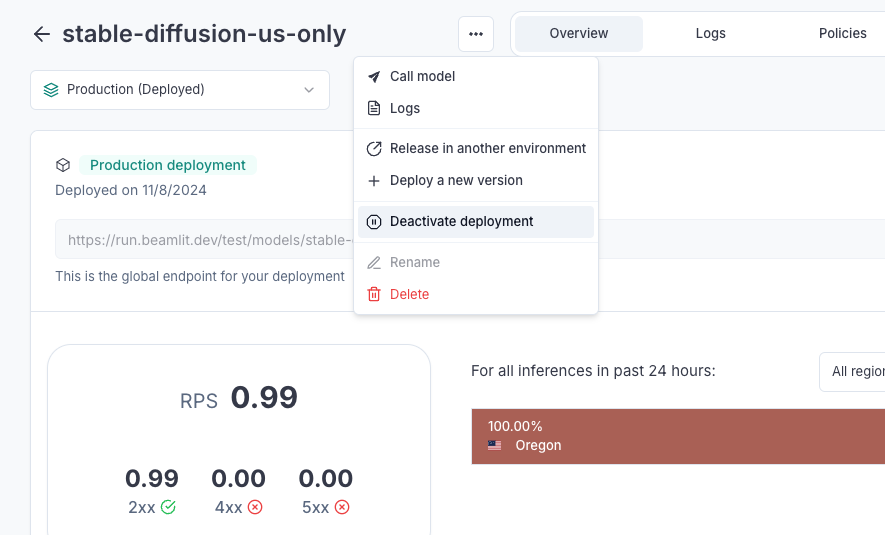 stable-diffusion-us-only
Overview
Logs
Policies
Production (Deployed)
Call model
Logs
Release in another environment
Deploy a new version
Deactivate deployment
Rename
Delete
Production deployment
Deployed on 11/8/2024
https://run.beamlit.dev/test/models/stable-
This is the global endpoint for your deployment
RPS 0.99
0.99 0.00 0.00
2xx 4xx 5xx
For all inferences in past 24 hours:
All region
100.00%
Oregon